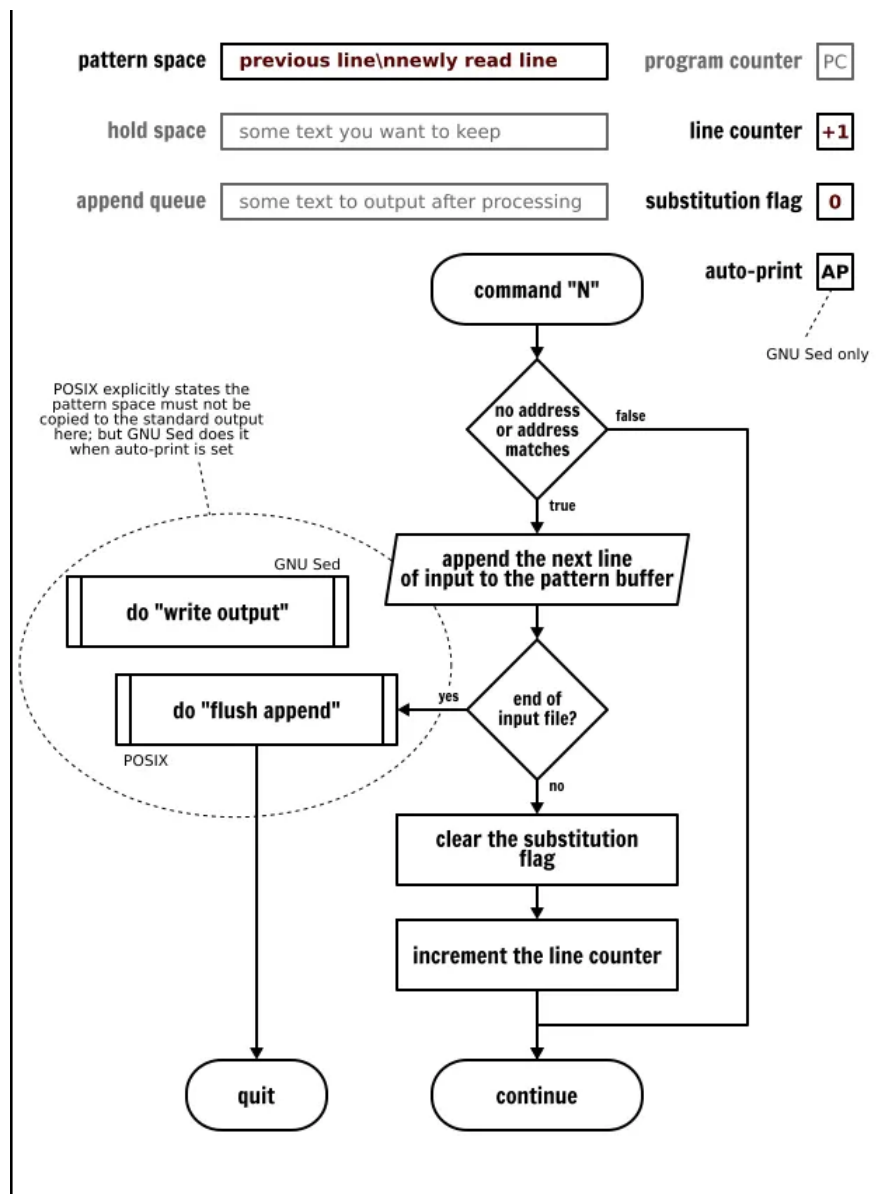 pattern space
previous line\nnewly read line
program counter
PC
hold space
some text you want to keep
line counter
+1
append queue
some text to output after processing
substitution flag
0
auto-print
AP
GNU Sed only
command "N"
POSIX explicitly states the
pattern space must not be
copied to the standard output
here; but GNU Sed does it
when auto-print is set
no address
or address
matches
false
true
append the next line
of input to the pattern buffer
GNU Sed
do "write output"
do "flush append"
POSIX
yes
end of
input file?
no
clear the substitution
flag
increment the line counter
quit
continue